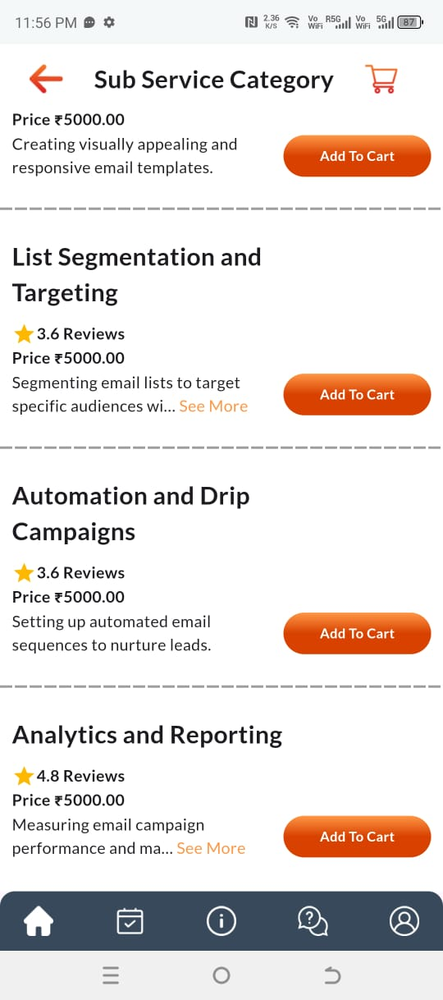 11:56 PM
2.36 K/S Vo WiFi R5G Vo WiFi 5G 87
Sub Service Category
Price ₹5000.00
Creating visually appealing and
responsive email templates.
Add To Cart
List Segmentation and
Targeting
3.6 Reviews
Price ₹5000.00
Segmenting email lists to target
specific audiences wi... See More
Add To Cart
Automation and Drip
Campaigns
3.6 Reviews
Price ₹5000.00
Setting up automated email
sequences to nurture leads.
Add To Cart
Analytics and Reporting
4.8 Reviews
Price ₹5000.00
Measuring email campaign
performance and ma... See More
Add To Cart